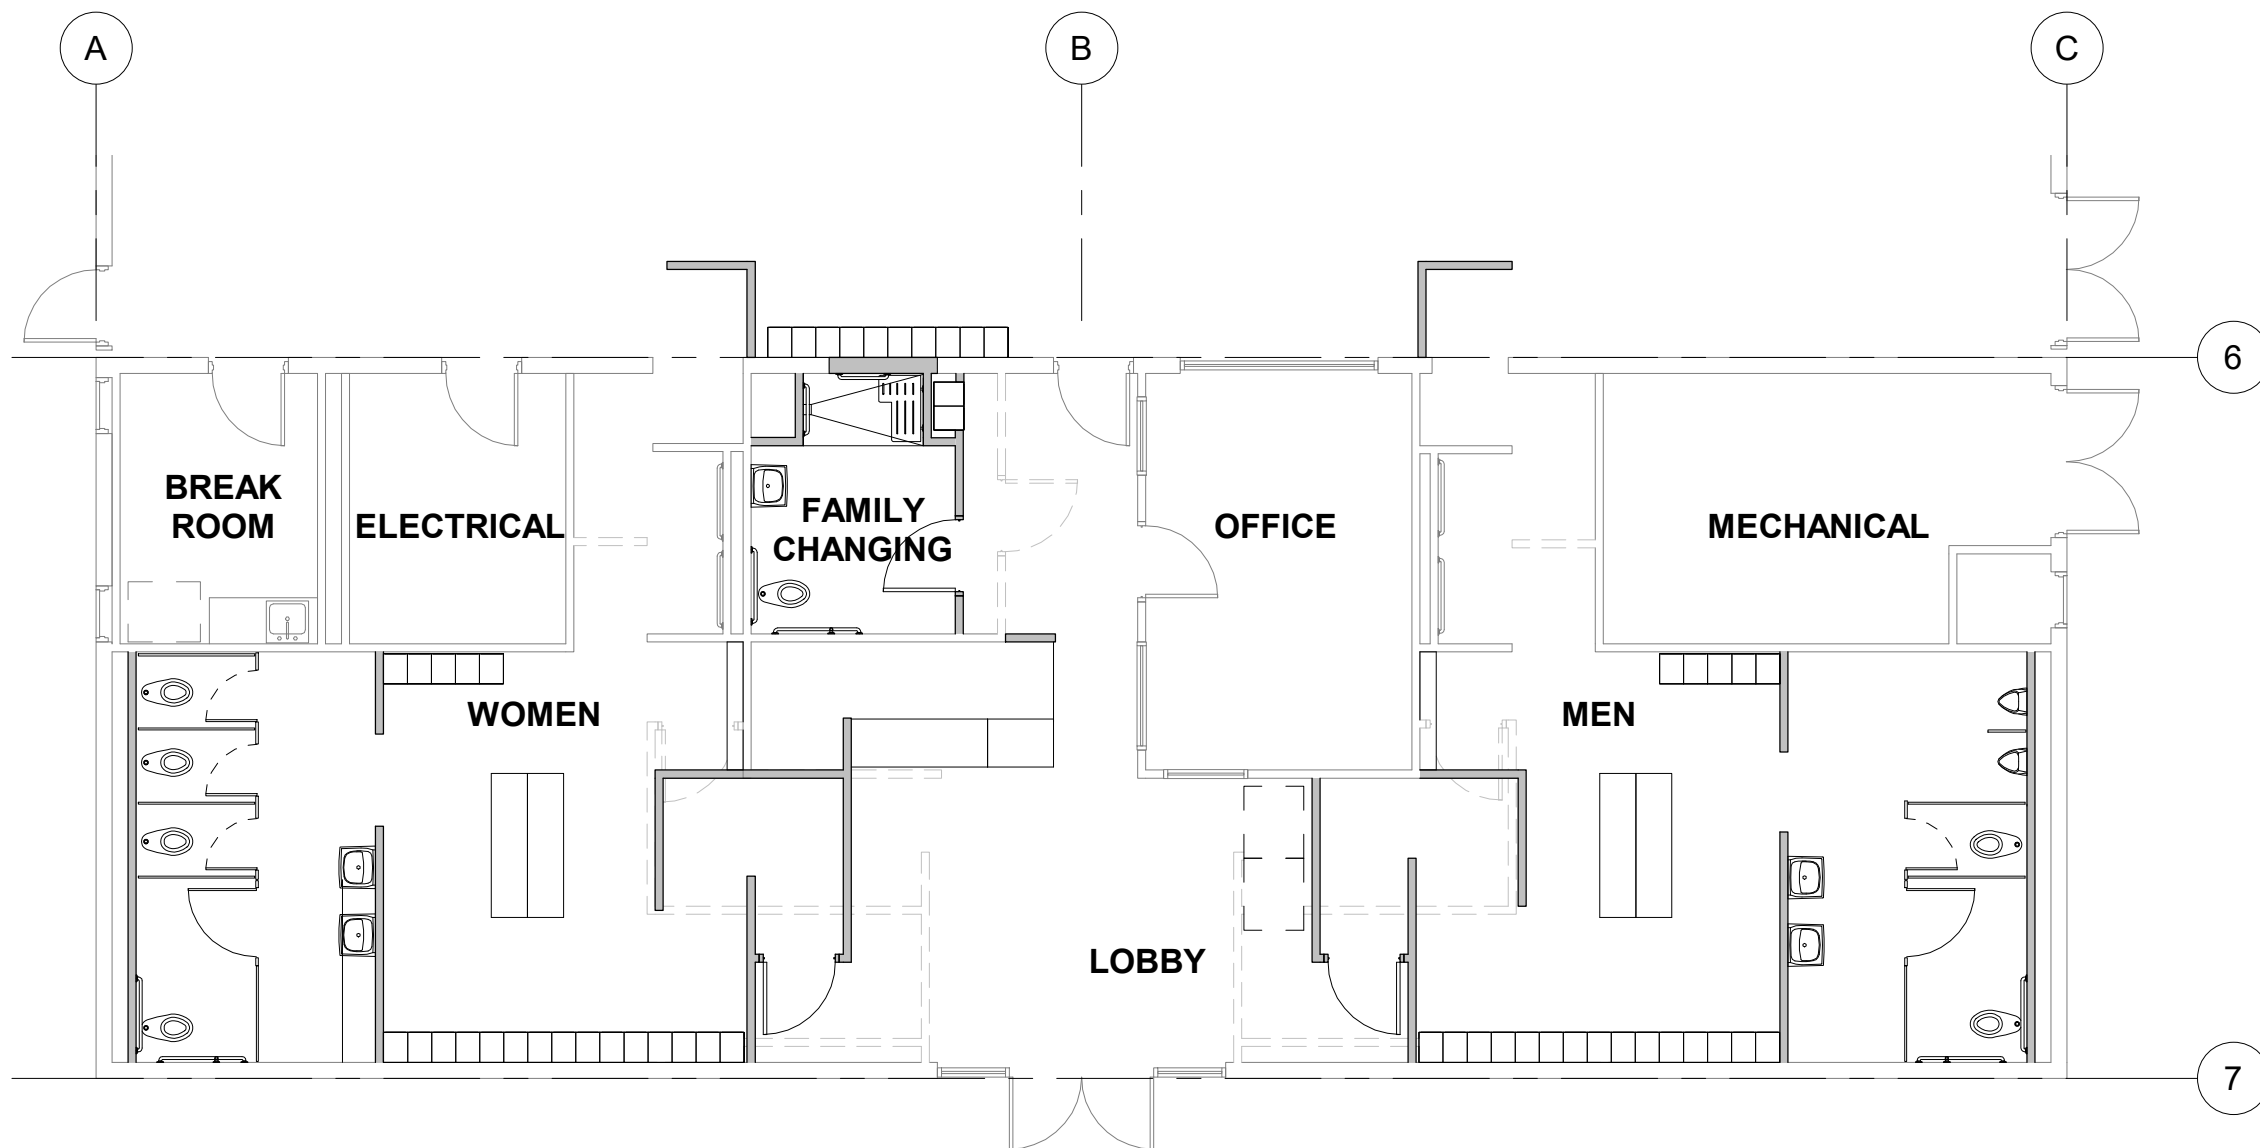 A
B
C
6
BREAK
ROOM
ELECTRICAL
FAMILY
CHANGING
OFFICE
MECHANICAL
WOMEN
MEN
LOBBY
7